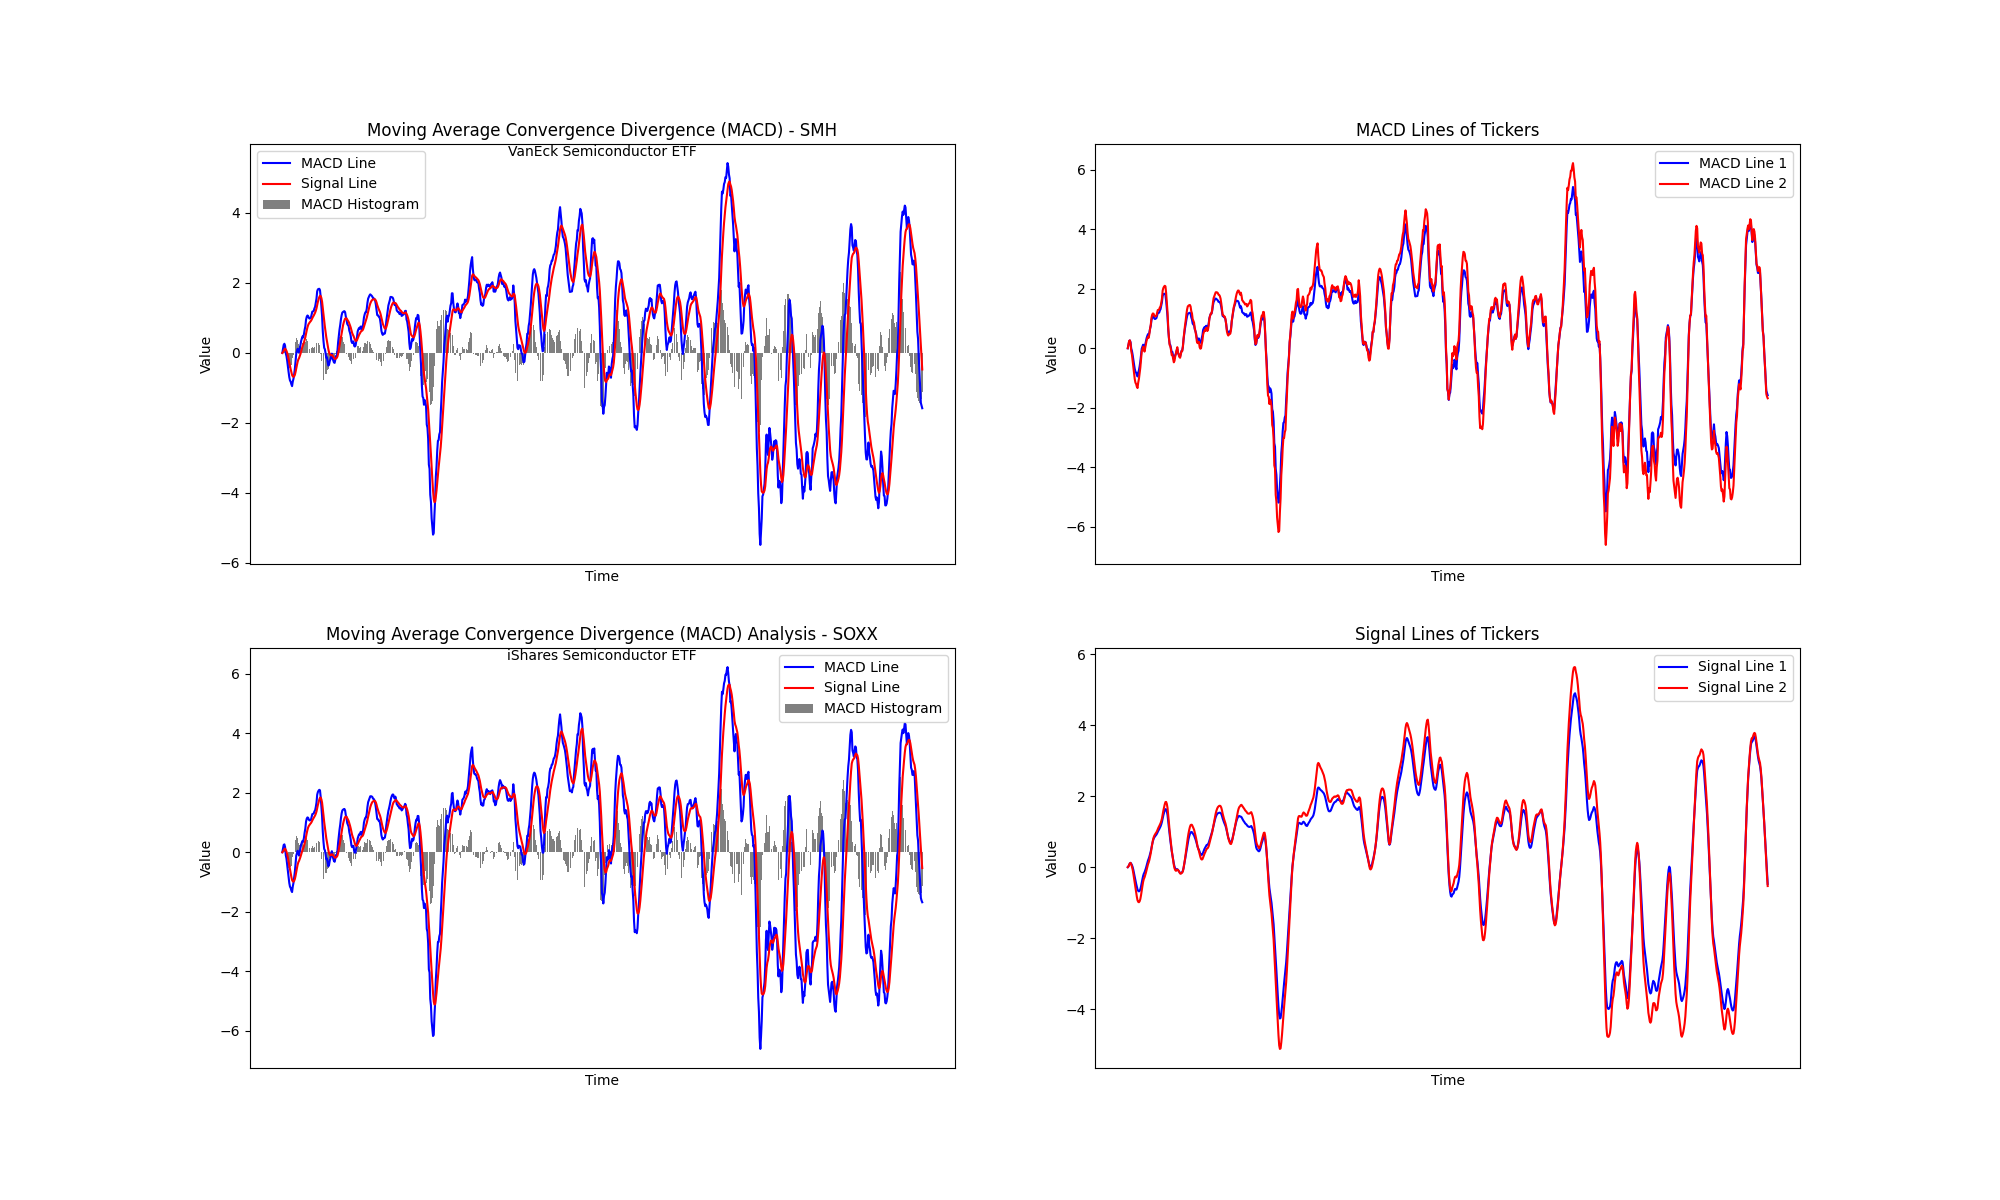 Moving Average Convergence Divergence (MACD) - SMH
VanEck Semiconductor ETF
MACD Line
Signal Line
MACD Histogram
4
2
0
−2
−4
−6
Value
Time
MACD Lines of Tickers
MACD Line 1
MACD Line 2
6
4
2
0
−2
−4
−6
Value
Time
Moving Average Convergence Divergence (MACD) Analysis - SOXX
iShares Semiconductor ETF
MACD Line
Signal Line
MACD Histogram
6
4
2
0
−2
−4
−6
Value
Time
Signal Lines of Tickers
Signal Line 1
Signal Line 2
6
4
2
0
−2
−4
Value
Time